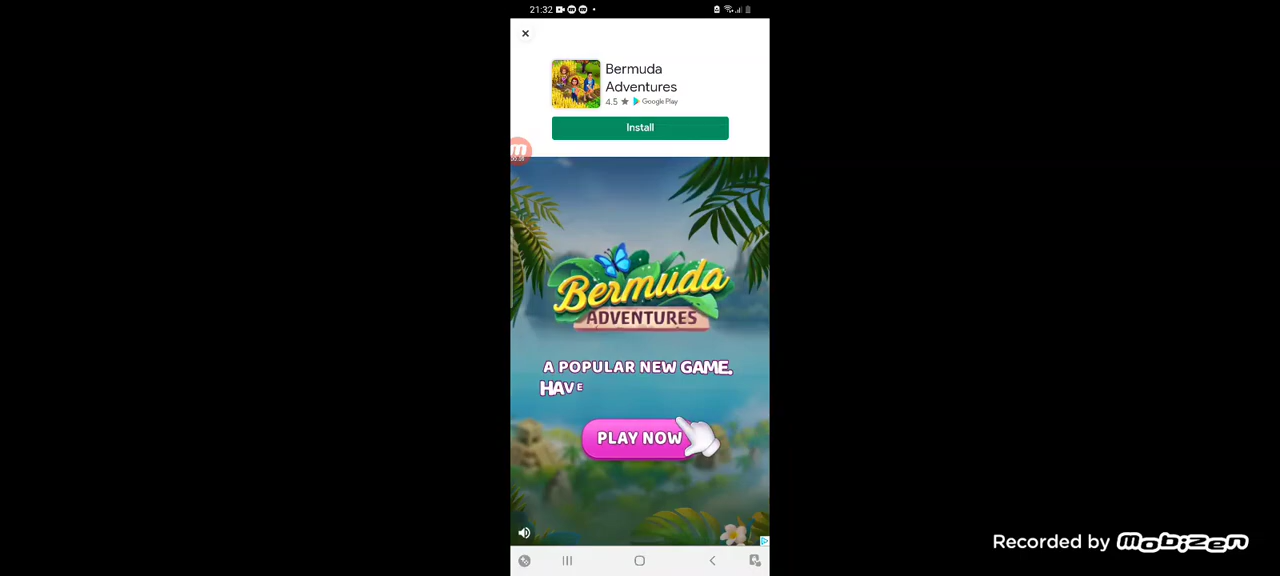 21:32
Bermuda
Adventures
4.5 ★ Google Play
Install
Bermuda
ADVENTURES
A POPULAR NEW GAME.
HAVE
PLAY NOW
Recorded by mobizen